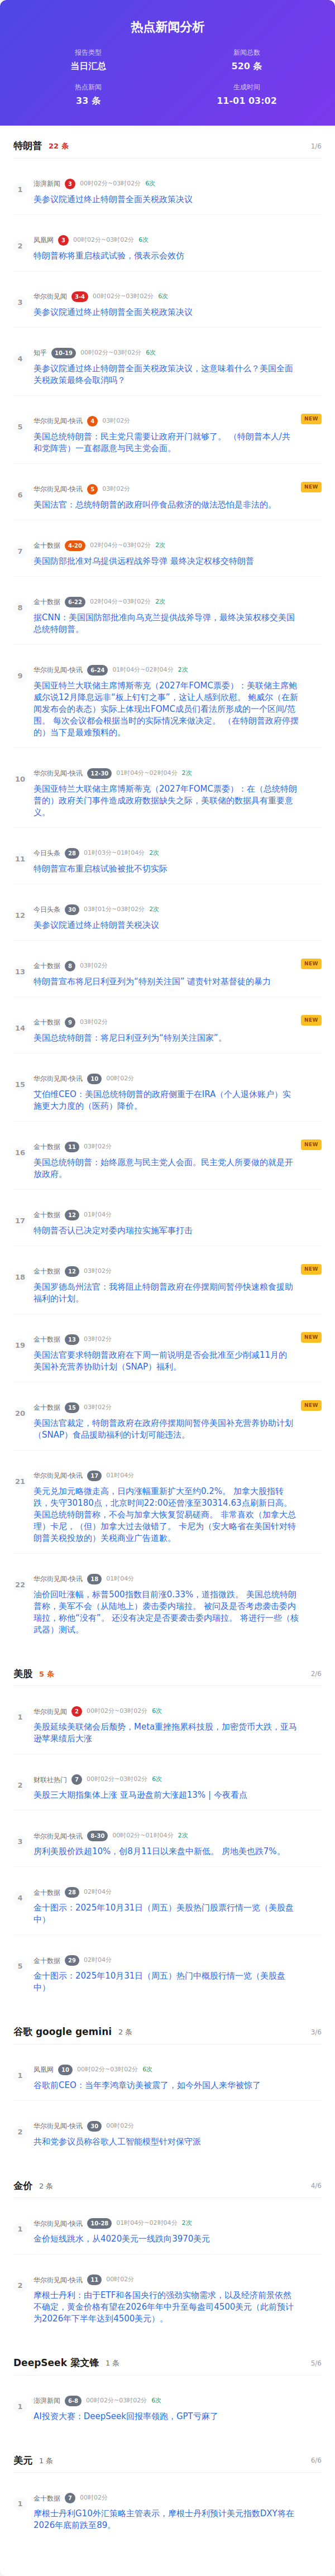 热点新闻分析
报告类型
新闻总数
当日汇总
520 条
热点新闻
生成时间
33 条
11-01 03:02
特朗普 22 条 1/6
1
澎湃新闻 3 00时02分~03时02分 6次
美参议院通过终止特朗普全面关税政策决议
2
凤凰网 3 00时02分~03时02分 6次
特朗普称将重启核武试验，俄表示会效仿
3
华尔街见闻 3-4 00时02分~03时02分 6次
美参议院通过终止特朗普全面关税政策决议
4
知乎 10-19 00时02分~03时02分 6次
美参议院通过终止特朗普全面关税政策决议，这意味着什么？美国全面
关税政策最终会取消吗？
5
华尔街见闻-快讯 4 03时02分 NEW
美国总统特朗普：民主党只需要让政府开门就够了。 （特朗普本人/共
和党阵营）一直都愿意与民主党会面。
6
华尔街见闻-快讯 5 03时02分 NEW
美国法官：总统特朗普的政府叫停食品救济的做法恐怕是非法的。
7
金十数据 4-20 02时04分~03时02分 2次
美国防部批准对乌提供远程战斧导弹 最终决定权移交特朗普
8
金十数据 6-22 02时04分~03时02分 2次
据CNN：美国国防部批准向乌克兰提供战斧导弹，最终决策权移交美国
总统特朗普。
9
华尔街见闻-快讯 6-24 01时04分~02时04分 2次
美国亚特兰大联储主席博斯蒂克（2027年FOMC票委）：美联储主席鲍
威尔说12月降息远非“板上钉钉之事”，这让人感到欣慰。 鲍威尔（在新
闻发布会的表态）实际上体现出FOMC成员们看法所形成的一个区间/范
围。 每次会议都会根据当时的实际情况来做决定。 （在特朗普政府停摆
的）当下是最难预料的。
10
华尔街见闻-快讯 12-30 01时04分~02时04分 2次
美国亚特兰大联储主席博斯蒂克（2027年FOMC票委）：在（总统特朗
普的）政府关门事件造成政府数据缺失之际，美联储的数据具有重要意
义。
11
今日头条 28 01时03分~01时04分 2次
特朗普宣布重启核试验被批不切实际
12
今日头条 30 03时01分~03时02分 2次
美参议院通过终止特朗普关税决议
13
金十数据 8 03时02分 NEW
特朗普宣布将尼日利亚列为“特别关注国” 谴责针对基督徒的暴力
14
金十数据 9 03时02分 NEW
美国总统特朗普：将尼日利亚列为“特别关注国家”。
15
华尔街见闻-快讯 10 00时02分
艾伯维CEO：美国总统特朗普的政府侧重于在IRA（个人退休账户）实
施更大力度的（医药）降价。
16
金十数据 11 03时02分 NEW
美国总统特朗普：始终愿意与民主党人会面。民主党人所要做的就是开
放政府。
17
金十数据 12 01时04分
特朗普否认已决定对委内瑞拉实施军事打击
18
金十数据 12 03时02分 NEW
美国罗德岛州法官：我将阻止特朗普政府在停摆期间暂停快速粮食援助
福利的计划。
19
金十数据 13 03时02分 NEW
美国法官要求特朗普政府在下周一前说明是否会批准至少削减11月的
美国补充营养协助计划（SNAP）福利。
20
金十数据 15 03时02分 NEW
美国法官裁定，特朗普政府在政府停摆期间暂停美国补充营养协助计划
（SNAP）食品援助福利的计划可能违法。
21
华尔街见闻-快讯 17 01时04分
美元兑加元略微走高，日内涨幅重新扩大至约0.2%。 加拿大股指转
跌，失守30180点，北京时间22:00还曾涨至30314.63点刷新日高。
美国总统特朗普称，不会与加拿大恢复贸易磋商。 非常喜欢（加拿大总
理）卡尼，（但）加拿大过去做错了。 卡尼为（安大略省在美国针对特
朗普关税投放的）关税商业广告道歉。
22
华尔街见闻-快讯 18 01时04分
油价回吐涨幅，标普500指数目前涨0.33%，道指微跌。 美国总统特朗
普称，美军不会（从陆地上）袭击委内瑞拉。 被问及是否考虑袭击委内
瑞拉，称他“没有”。 还没有决定是否要袭击委内瑞拉。 将进行一些（核
武器）测试。
美股 5 条 2/6
1
华尔街见闻 2 00时02分~03时02分 6次
美股延续美联储会后颓势，Meta重挫拖累科技股，加密货币大跌，亚马
逊苹果绩后大涨
2
财联社热门 7 00时02分~03时02分 6次
美股三大期指集体上涨 亚马逊盘前大涨超13% | 今夜看点
3
华尔街见闻-快讯 8-30 00时02分~01时04分 2次
房利美股价跌超10%，创8月11日以来盘中新低。 房地美也跌7%。
4
金十数据 28 02时04分
金十图示：2025年10月31日（周五）美股热门股票行情一览（美股盘
中）
5
金十数据 29 02时04分
金十图示：2025年10月31日（周五）热门中概股行情一览（美股盘
中）
谷歌 google gemini 2 条 3/6
1
凤凰网 10 00时02分~03时02分 6次
谷歌前CEO：当年李鸿章访美被震了，如今外国人来华被惊了
2
华尔街见闻-快讯 30 00时02分
共和党参议员称谷歌人工智能模型针对保守派
金价 2 条 4/6
1
华尔街见闻-快讯 10-28 01时04分~02时04分 2次
金价短线跳水，从4020美元一线跌向3970美元
2
华尔街见闻-快讯 11 00时02分
摩根士丹利：由于ETF和各国央行的强劲实物需求，以及经济前景依然
不确定，黄金价格有望在2026年年中升至每盎司4500美元（此前预计
为2026年下半年达到4500美元）。
DeepSeek 梁文锋 1 条 5/6
1
澎湃新闻 6-8 00时02分~03时02分 6次
AI投资大赛：DeepSeek回报率领跑，GPT亏麻了
美元 1 条 6/6
1
金十数据 7 00时02分
摩根士丹利G10外汇策略主管表示，摩根士丹利预计美元指数DXY将在
2026年底前跌至89。